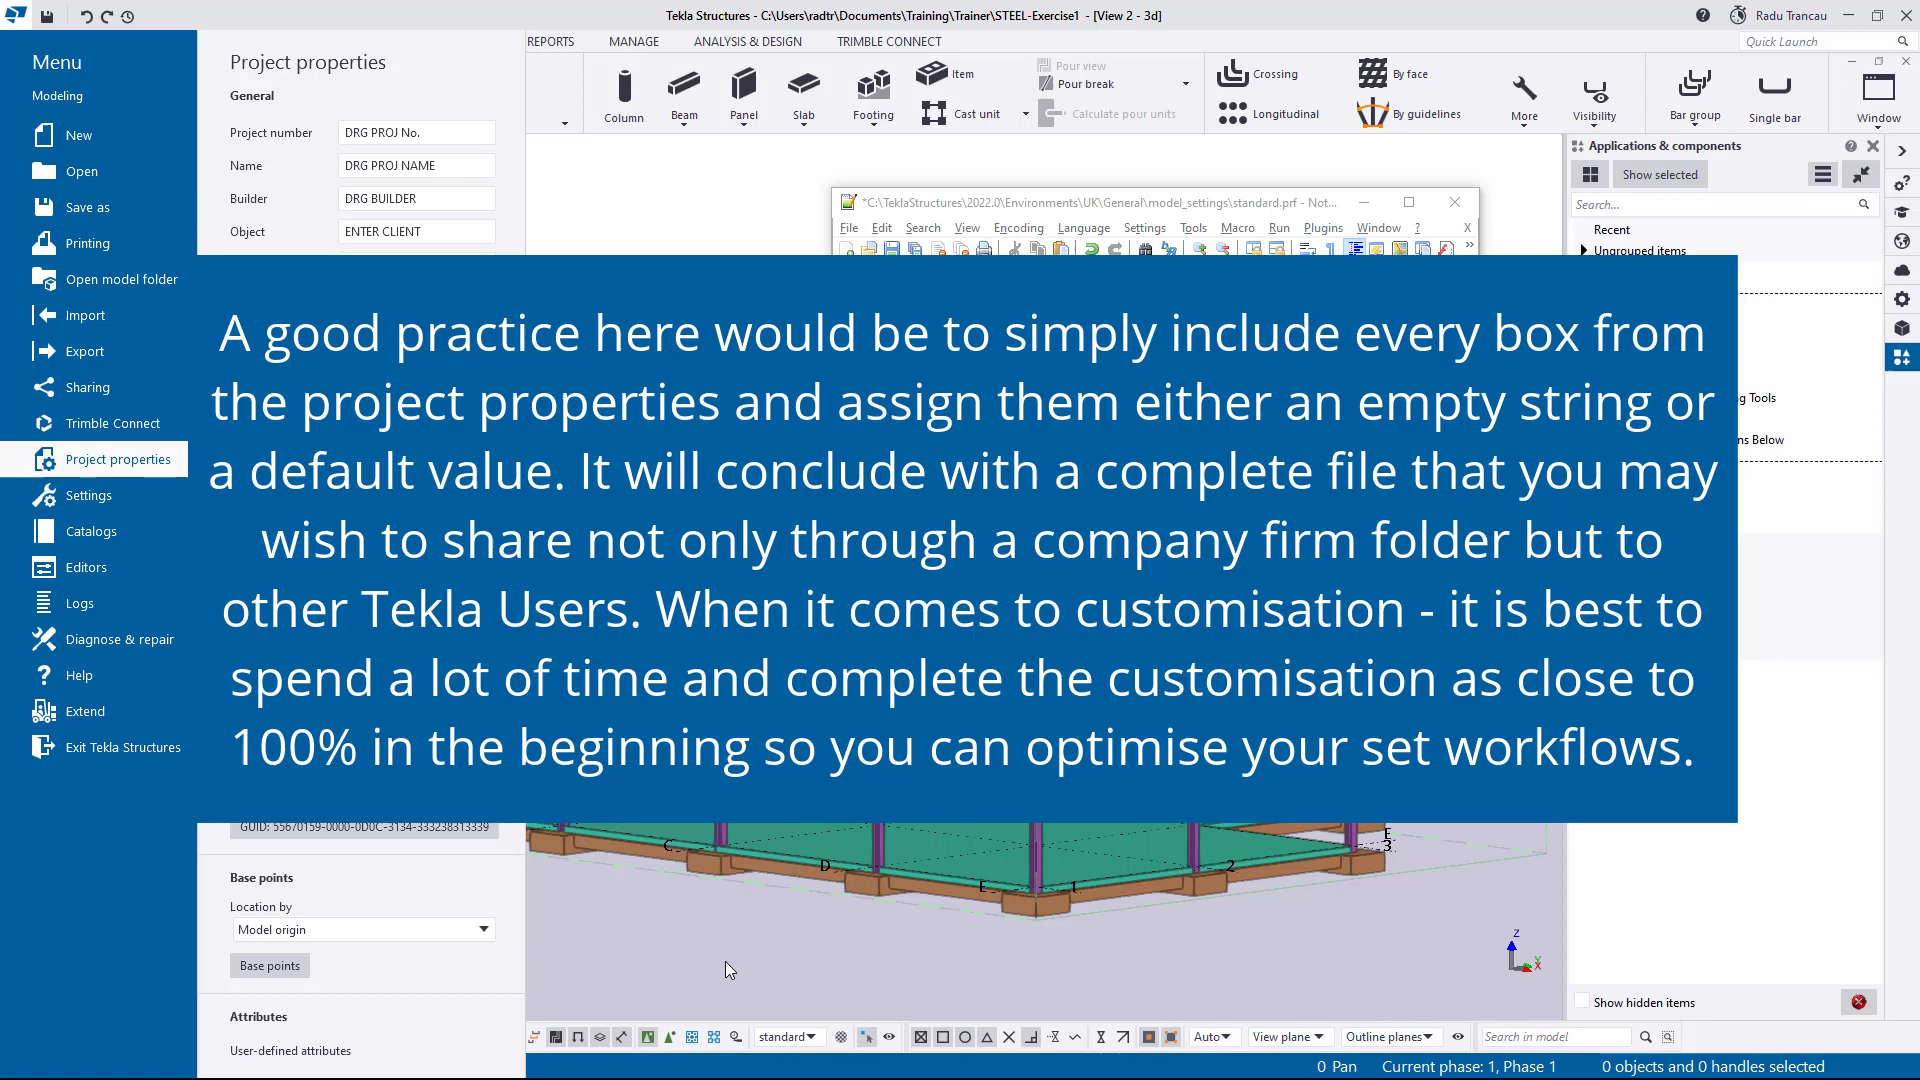 Tekla Structures - C:\Users\radtr\Documents\Training\Trainer\STEEL-Exercise1 - [View 2 - 3d]
Radu Trancau
Menu
Modeling
New
Open
Save as
Printing
Open model folder
Import
Export
Sharing
Trimble Connect
Project properties
Settings
Catalogs
Editors
Logs
Diagnose & repair
Help
Extend
Exit Tekla Structures
Project properties
General
Project number
DRG PROJ No.
Name
DRG PROJ NAME
Builder
DRG BUILDER
Object
ENTER CLIENT
REPORTS
MANAGE
ANALYSIS & DESIGN
TRIMBLE CONNECT
Quick Launch
Column
Beam
Panel
Slab
Footing
Item
Cast unit
Pour view
Pour break
Calculate pour units
Crossing
Longitudinal
By face
By guidelines
More
Visibility
Bar group
Single bar
Window
*C:\TeklaStructures\2022.0\Environments\UK\General\model_settings\standard.prf - Not...
File
Edit
Search
View
Encoding
Language
Settings
Tools
Macro
Run
Plugins
Window
?
X
Applications & components
Show selected
Search...
Recent
Ungrouped items
g Tools
ns Below
A good practice here would be to simply include every box from
the project properties and assign them either an empty string or
a default value. It will conclude with a complete file that you may
wish to share not only through a company firm folder but to
other Tekla Users. When it comes to customisation - it is best to
spend a lot of time and complete the customisation as close to
100% in the beginning so you can optimise your set workflows.
GUID: 55670159-0000-0D0C-3134-333238313339
Base points
Location by
Model origin
Base points
Attributes
User-defined attributes
C
D
E
1
2
E
3
Z
Y
X
Show hidden items
standard
Auto
View plane
Outline planes
Search in model
0 Pan
Current phase: 1, Phase 1
0 objects and 0 handles selected